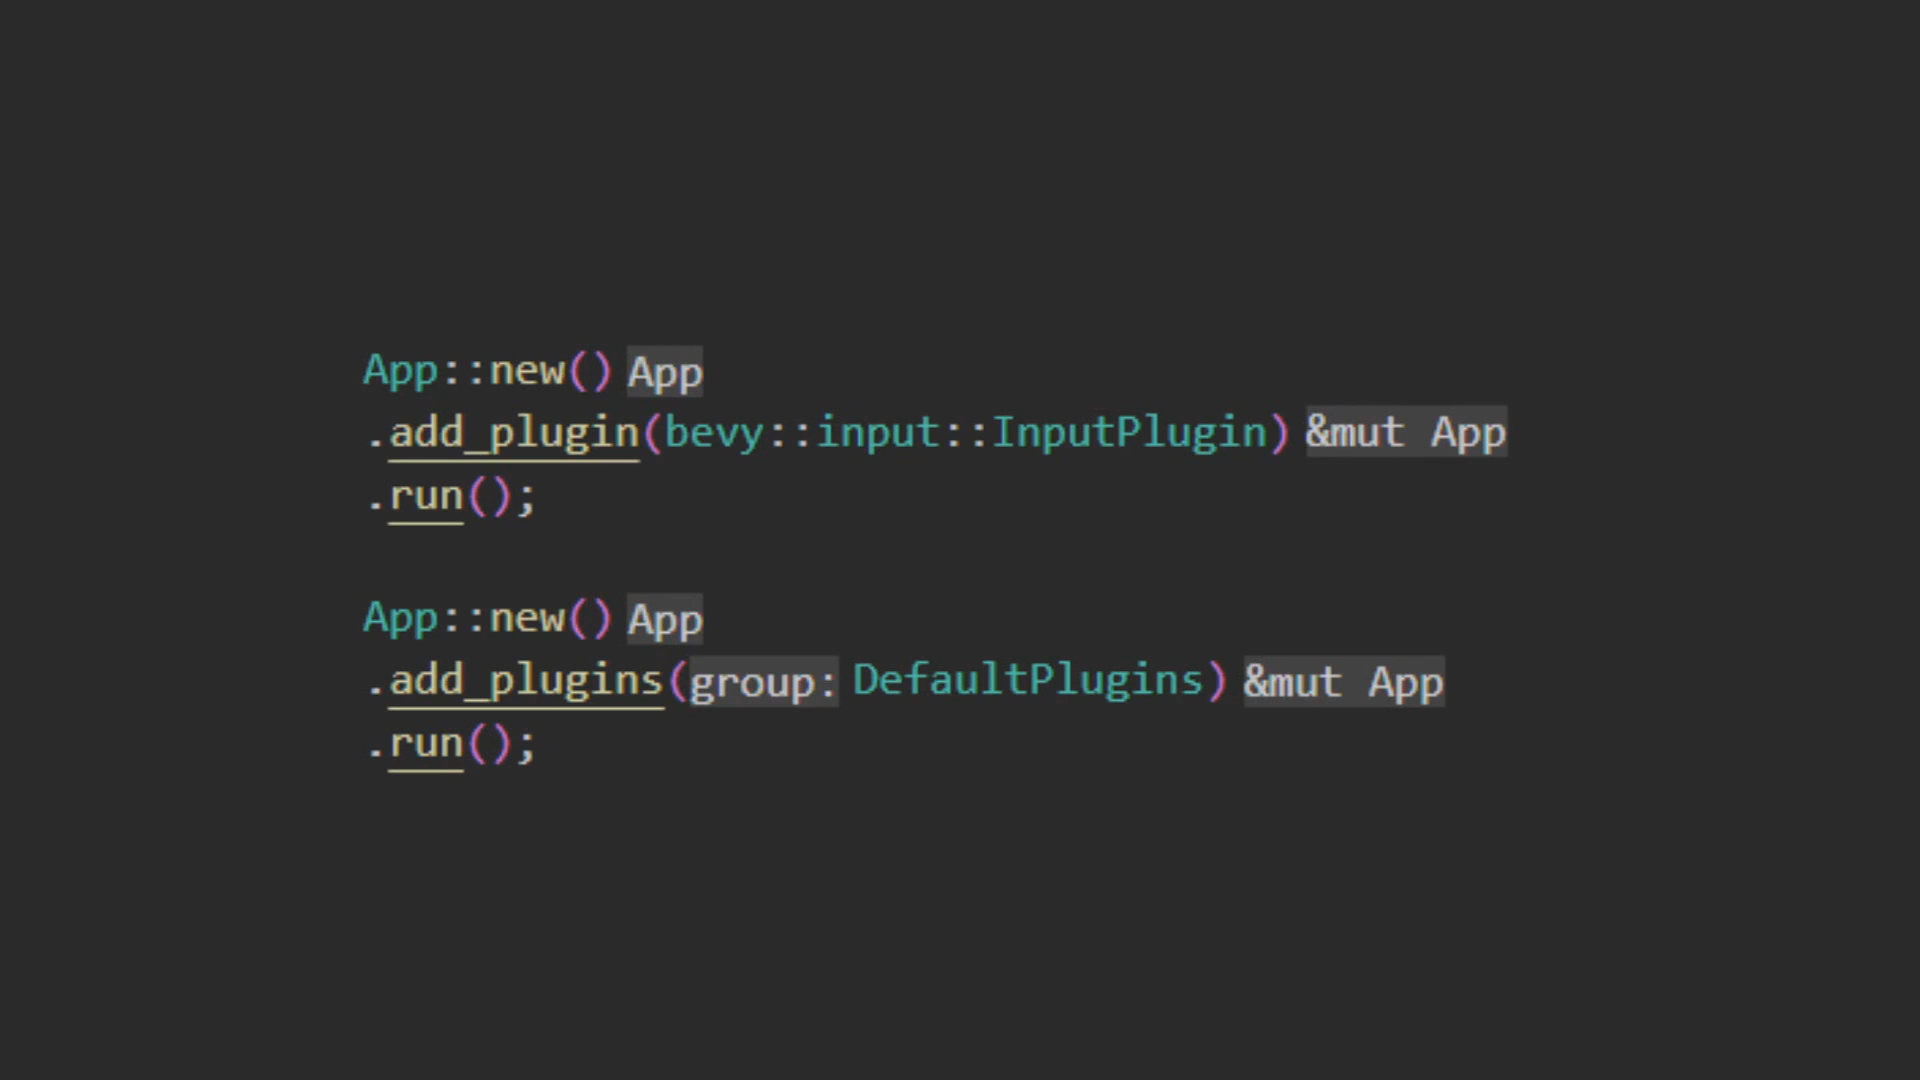 App::new() App
.add_plugin(bevy::input::InputPlugin) &mut App
.run();
App::new() App
.add_plugins(group: DefaultPlugins) &mut App
.run();